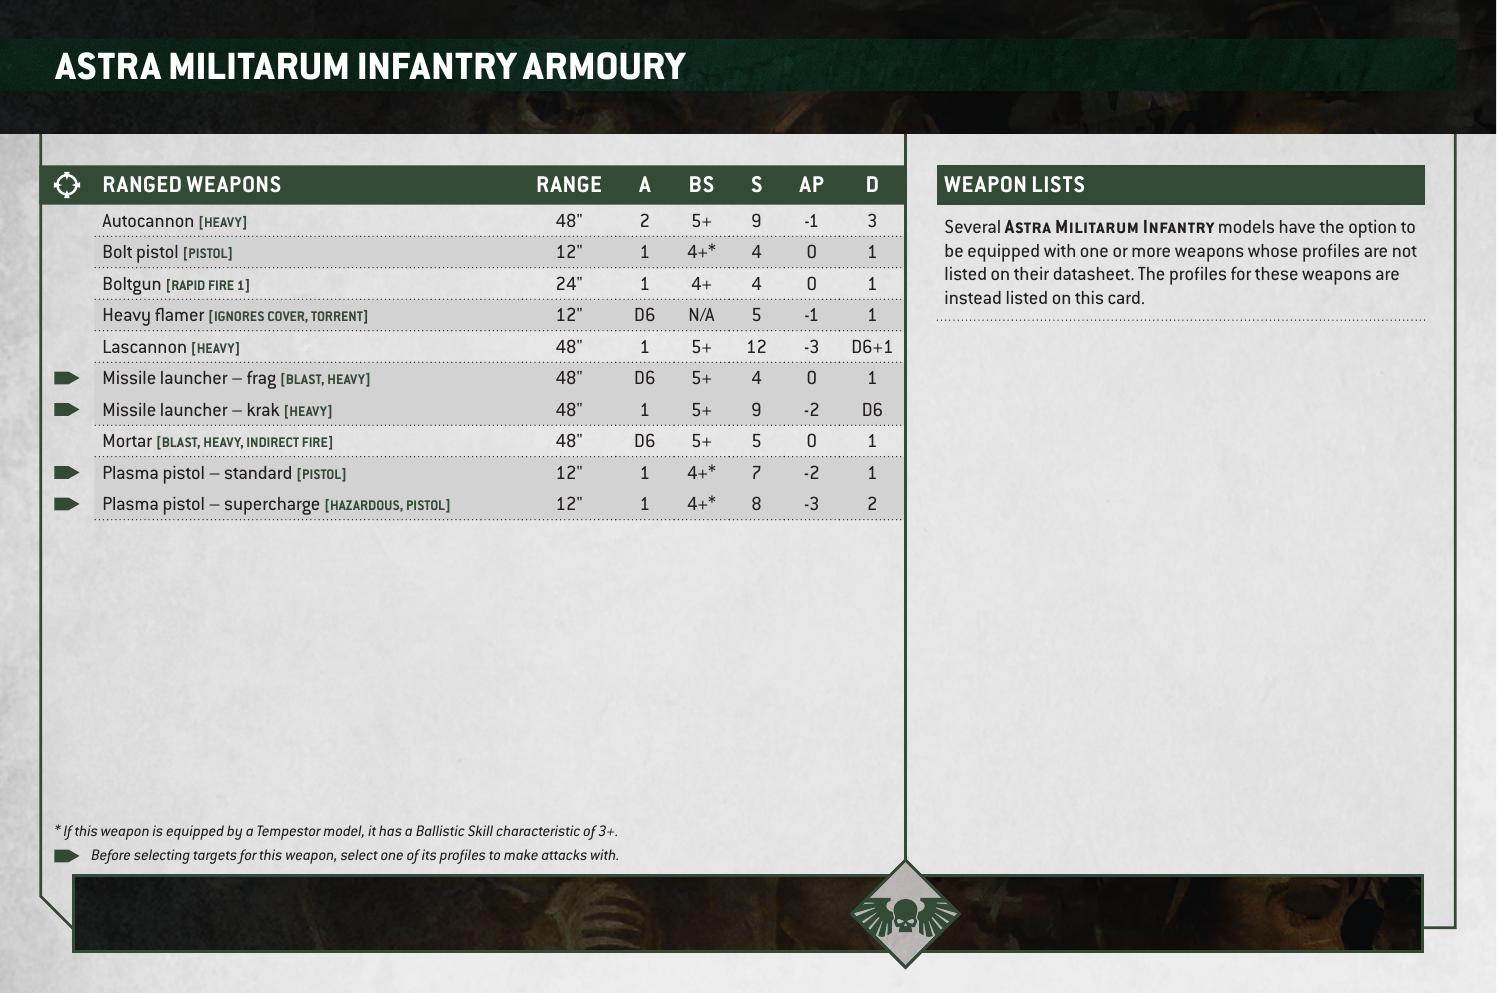 ASTRA MILITARUM INFANTRY ARMOURY
RANGED WEAPONS RANGE A BS S AP D
Autocannon [HEAVY] 48" 2 5+ 9 -1 3
Bolt pistol [PISTOL] 12" 1 4+* 4 0 1
Boltgun [RAPID FIRE 1] 24" 1 4+ 4 0 1
Heavy flamer [IGNORES COVER, TORRENT] 12" D6 N/A 5 -1 1
Lascannon [HEAVY] 48" 1 5+ 12 -3 D6+1
Missile launcher – frag [BLAST, HEAVY] 48" D6 5+ 4 0 1
Missile launcher – krak [HEAVY] 48" 1 5+ 9 -2 D6
Mortar [BLAST, HEAVY, INDIRECT FIRE] 48" D6 5+ 5 0 1
Plasma pistol – standard [PISTOL] 12" 1 4+* 7 -2 1
Plasma pistol – supercharge [HAZARDOUS, PISTOL] 12" 1 4+* 8 -3 2
* If this weapon is equipped by a Tempestor model, it has a Ballistic Skill characteristic of 3+.
Before selecting targets for this weapon, select one of its profiles to make attacks with.
WEAPON LISTS
Several ASTRA MILITARUM INFANTRY models have the option to
be equipped with one or more weapons whose profiles are not
listed on their datasheet. The profiles for these weapons are
instead listed on this card.